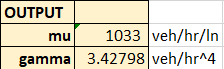 OUTPUT
mu 1033 veh/hr/ln
gamma 3.42798 veh/hr^4